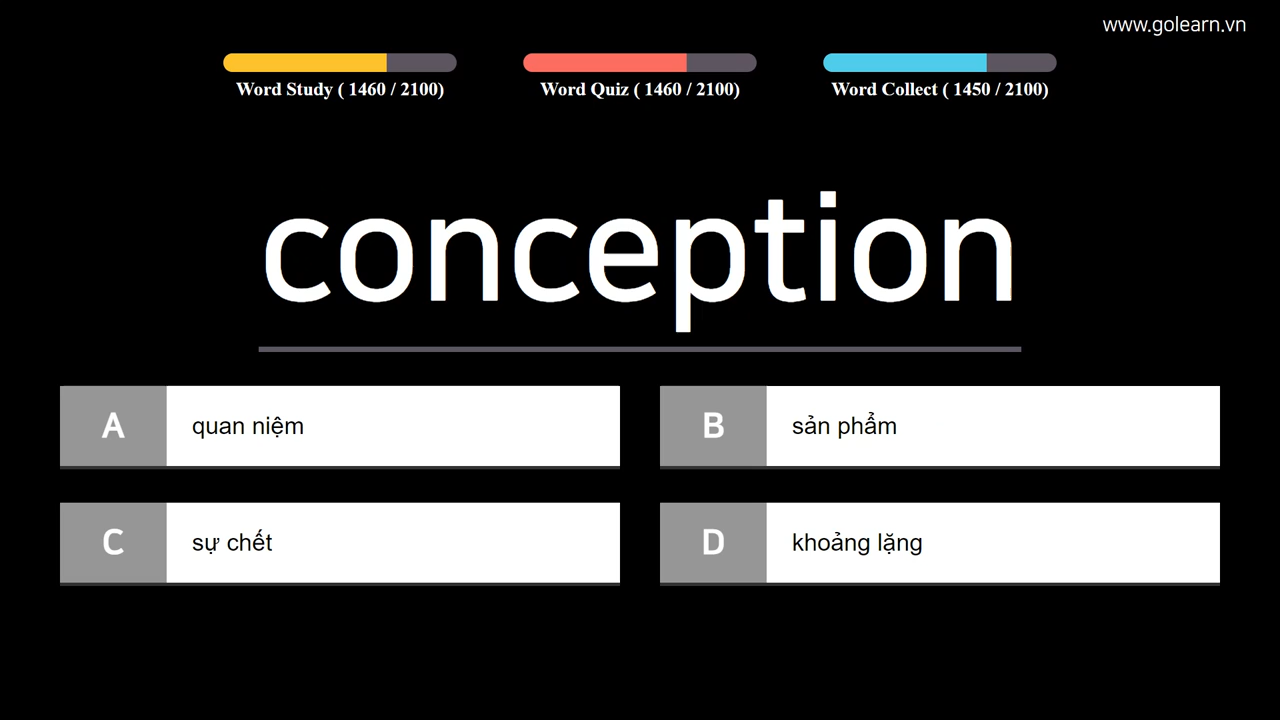 www.golearn.vn
Word Study ( 1460 / 2100)
Word Quiz ( 1460 / 2100)
Word Collect ( 1450 / 2100)
conception
A quan niệm
B sản phẩm
C sự chết
D khoảng lặng